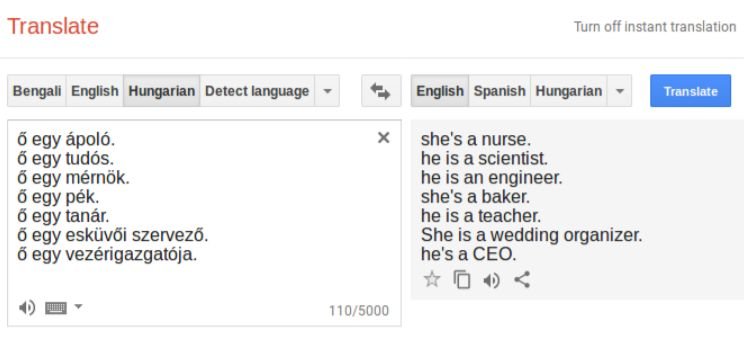 Translate
Turn off instant translation
Bengali English Hungarian Detect language
English Spanish Hungarian
Translate
ő egy ápoló.
ő egy tudós.
ő egy mérnök.
ő egy pék.
ő egy tanár.
ő egy esküvői szervező.
ő egy vezérigazgatója.
110/5000
she's a nurse.
he is a scientist.
he is an engineer.
she's a baker.
he is a teacher.
She is a wedding organizer.
he's a CEO.